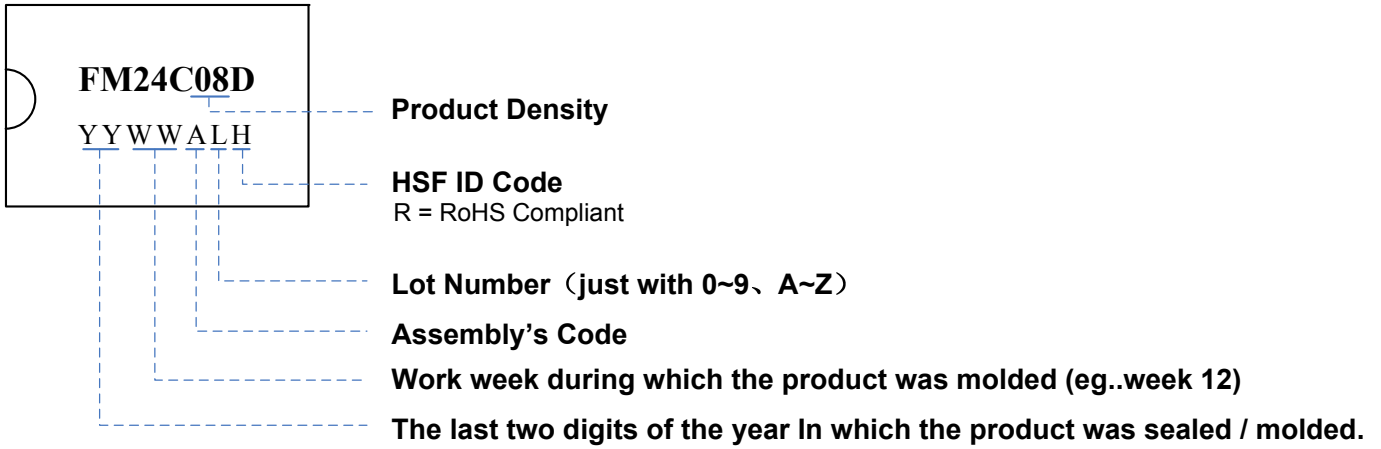 FM24C08D
YYWWALH
Product Density
HSF ID Code
R = RoHS Compliant
Lot Number（just with 0~9、A~Z）
Assembly’s Code
Work week during which the product was molded (eg..week 12)
The last two digits of the year In which the product was sealed / molded.